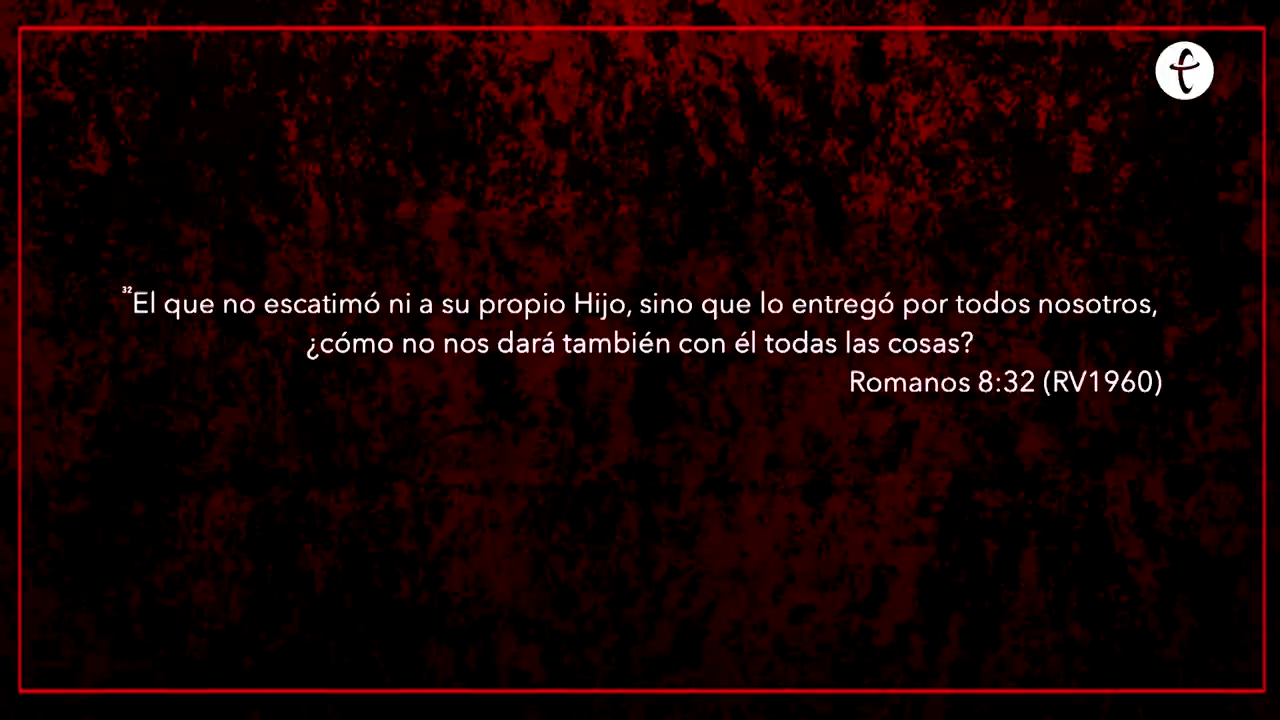 ³²El que no escatimó ni a su propio Hijo, sino que lo entregó por todos nosotros,
¿cómo no nos dará también con él todas las cosas?
Romanos 8:32 (RV1960)